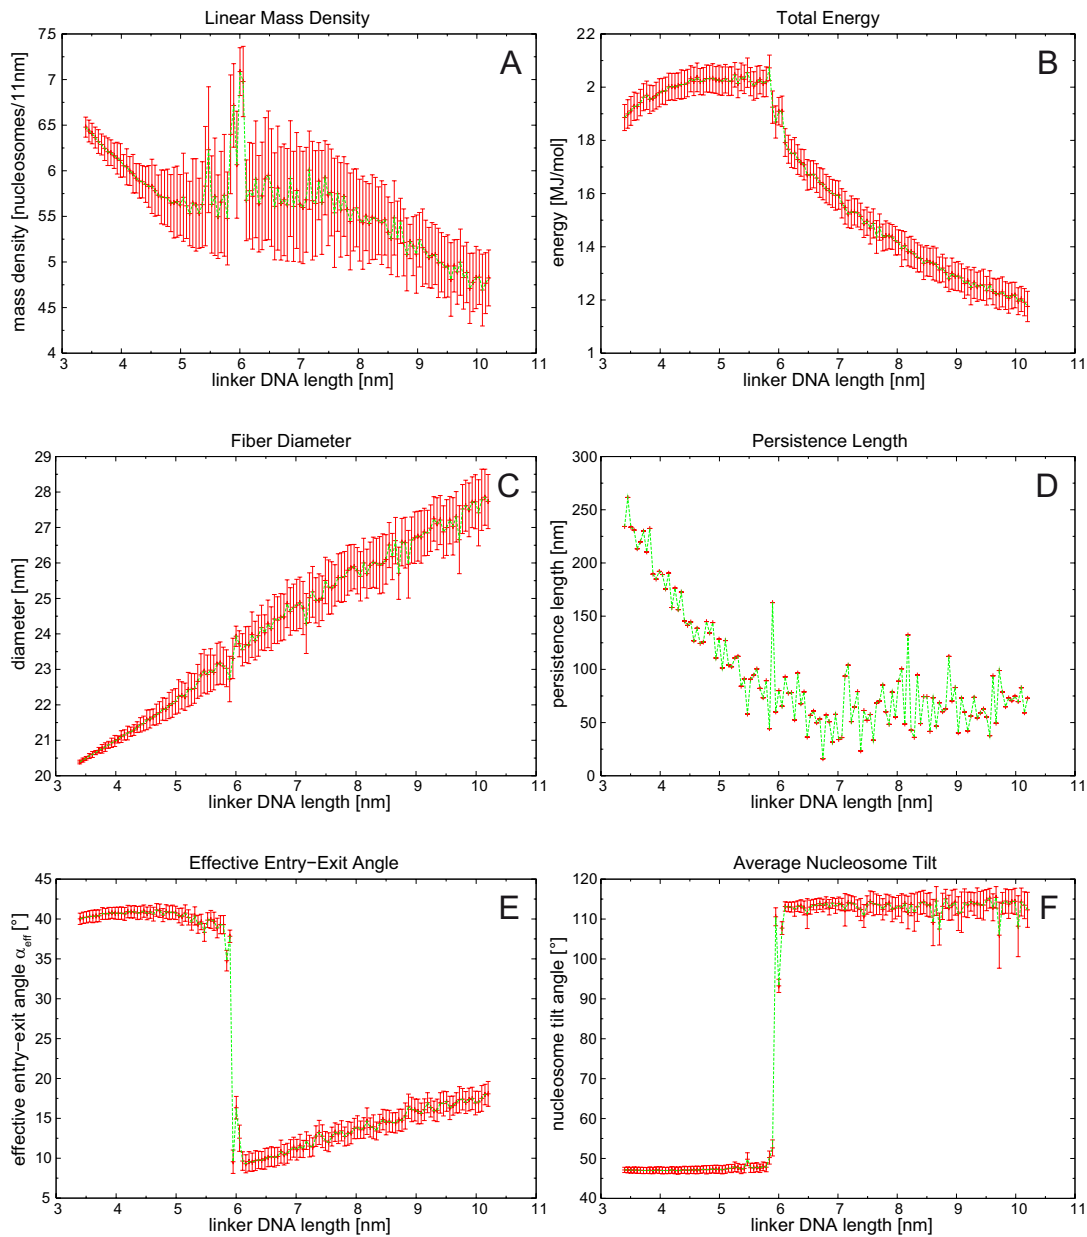 Linear Mass Density
A
mass density [nucleosomes/11nm]
75
7
65
6
55
5
45
4
3 4 5 6 7 8 9 10 11
linker DNA length [nm]
Total Energy
B
energy [MJ/mol]
22
2
18
16
14
12
1
3 4 5 6 7 8 9 10 11
linker DNA length [nm]
Fiber Diameter
C
diameter [nm]
29
28
27
26
25
24
23
22
21
20
3 4 5 6 7 8 9 10 11
linker DNA length [nm]
Persistence Length
D
persistence length [nm]
300
250
200
150
100
50
0
3 4 5 6 7 8 9 10 11
linker DNA length [nm]
Effective Entry−Exit Angle
E
effective entry−exit angle α_eff [°]
45
40
35
30
25
20
15
10
5
3 4 5 6 7 8 9 10 11
linker DNA length [nm]
Average Nucleosome Tilt
F
nucleosome tilt angle [°]
120
110
100
90
80
70
60
50
40
3 4 5 6 7 8 9 10 11
linker DNA length [nm]